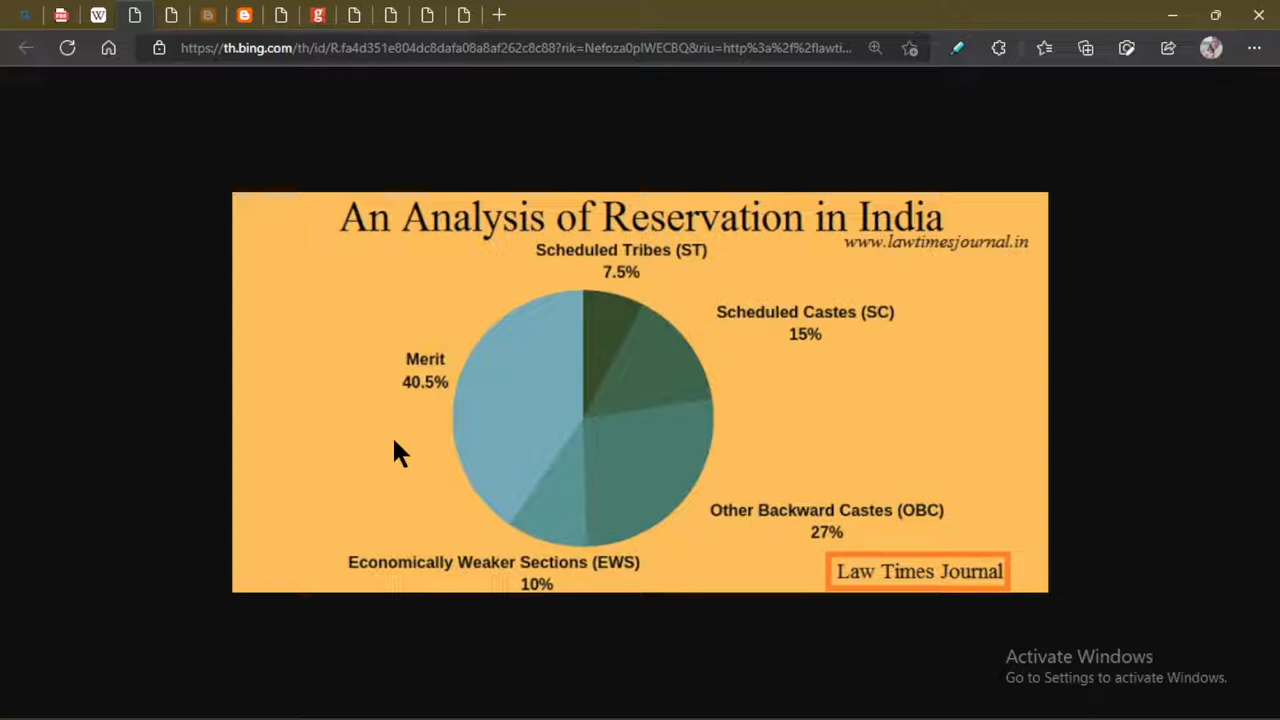 https://th.bing.com/th/id/R.fa4d351e804dc8dafa08a8af262c8c88?rik=Nefoza0pIWECBQ&riu=http%3a%2f%2flawti...
An Analysis of Reservation in India
www.lawtimesjournal.in
Scheduled Tribes (ST)
7.5%
Scheduled Castes (SC)
15%
Merit
40.5%
Other Backward Castes (OBC)
27%
Economically Weaker Sections (EWS)
10%
Law Times Journal
Activate Windows
Go to Settings to activate Windows.